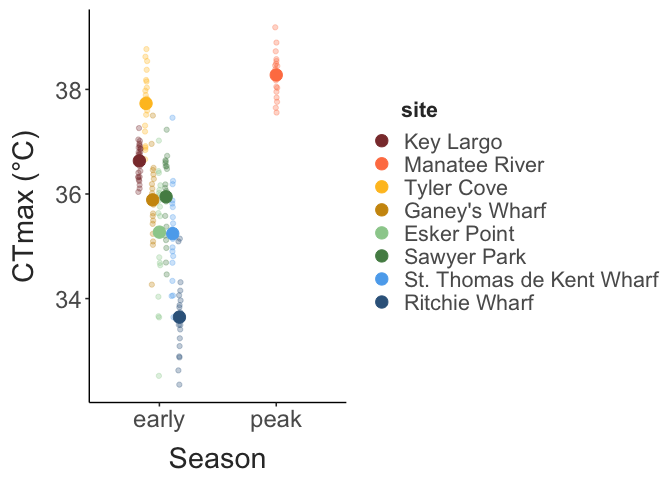 CTmax (°C)
38
36
34
early
peak
Season
site
Key Largo
Manatee River
Tyler Cove
Ganey's Wharf
Esker Point
Sawyer Park
St. Thomas de Kent Wharf
Ritchie Wharf